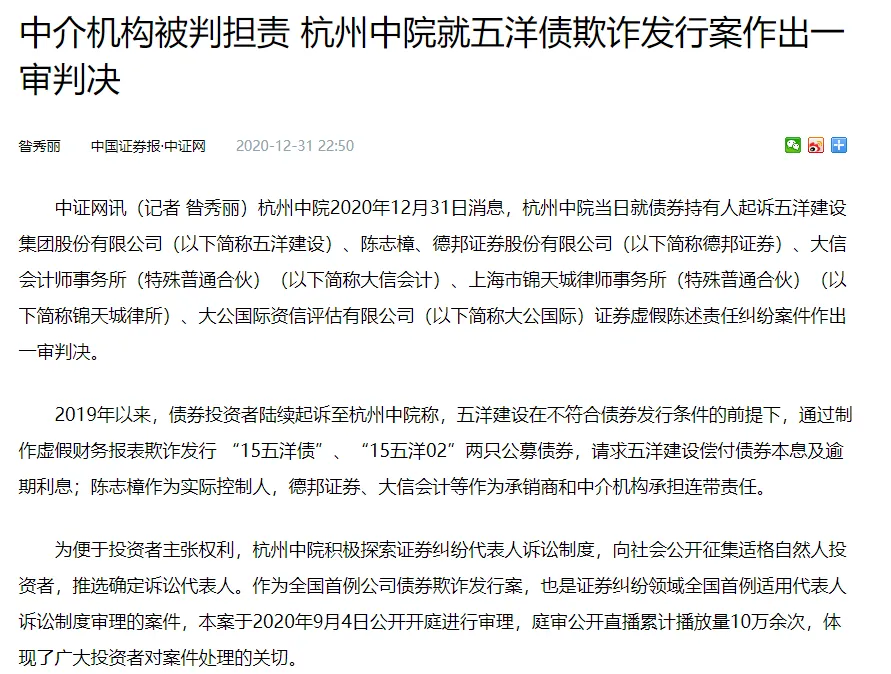 中介机构被判担责 杭州中院就五洋债欺诈发行案作出一
审判决
昝秀丽 中国证券报·中证网 2020-12-31 22:50
中证网讯（记者 昝秀丽）杭州中院2020年12月31日消息，杭州中院当日就债券持有人起诉五洋建设
集团股份有限公司（以下简称五洋建设）、陈志樟、德邦证券股份有限公司（以下简称德邦证券）、大信
会计师事务所（特殊普通合伙）（以下简称大信会计）、上海市锦天城律师事务所（特殊普通合伙）（以
下简称锦天城律所）、大公国际资信评估有限公司（以下简称大公国际）证券虚假陈述责任纠纷案件作出
一审判决。
2019年以来，债券投资者陆续起诉至杭州中院称，五洋建设在不符合债券发行条件的前提下，通过制
作虚假财务报表欺诈发行 “15五洋债”、“15五洋02”两只公募债券，请求五洋建设偿付债券本息及逾
期利息；陈志樟作为实际控制人，德邦证券、大信会计等作为承销商和中介机构承担连带责任。
为便于投资者主张权利，杭州中院积极探索证券纠纷代表人诉讼制度，向社会公开征集适格自然人投
资者，推选确定诉讼代表人。作为全国首例公司债券欺诈发行案，也是证券纠纷领域全国首例适用代表人
诉讼制度审理的案件，本案于2020年9月4日公开开庭进行审理，庭审公开直播累计播放量10万余次，体
现了广大投资者对案件处理的关切。